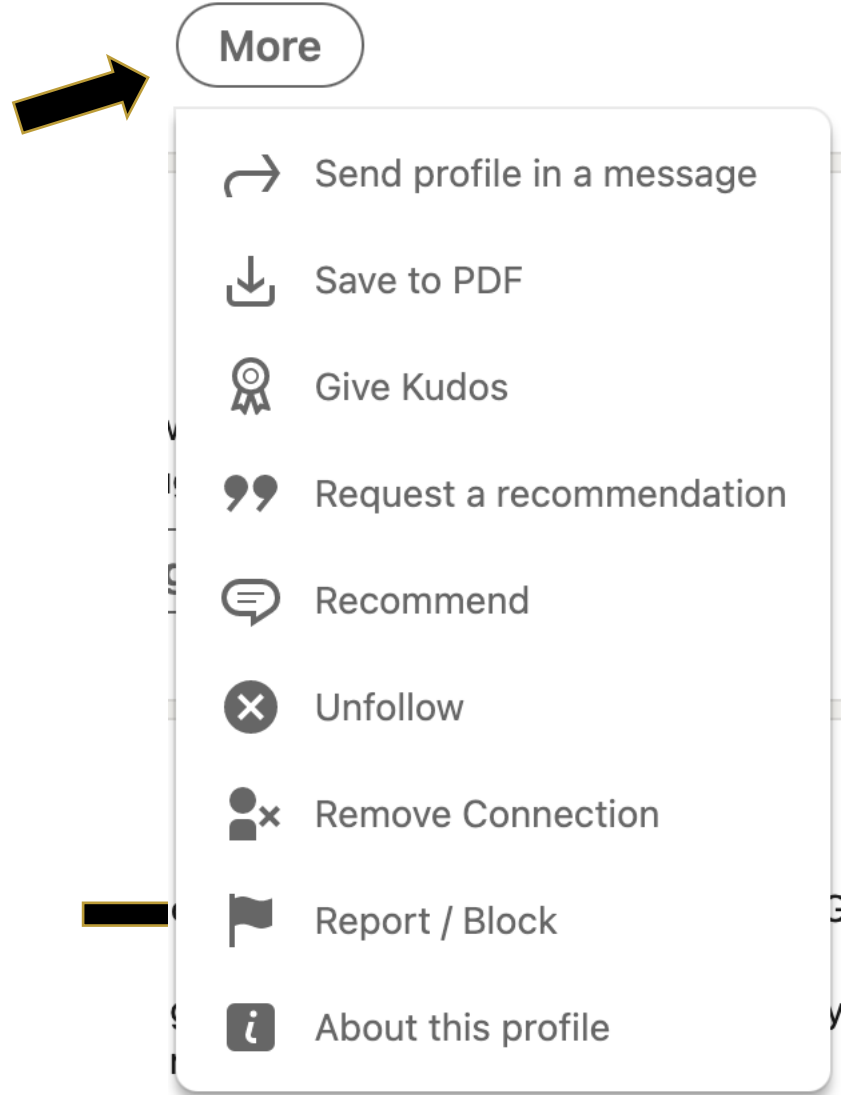 More
Send profile in a message
Save to PDF
Give Kudos
Request a recommendation
Recommend
Unfollow
Remove Connection
Report / Block
About this profile